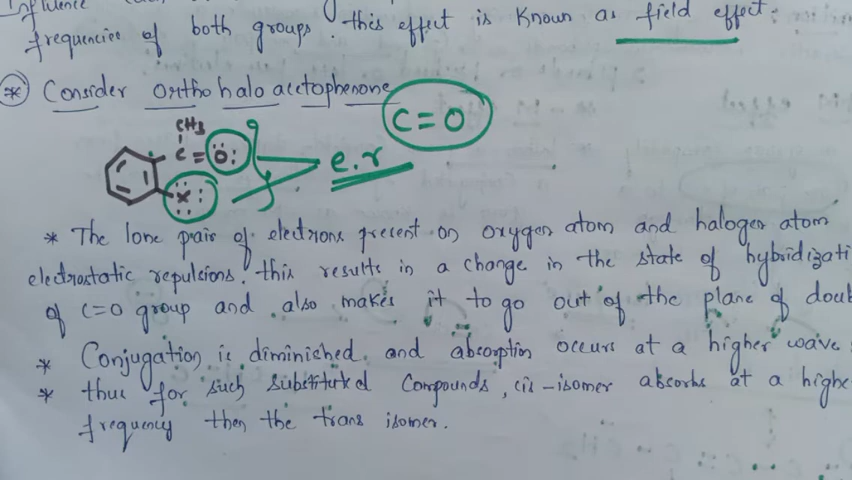 Influence
frequencies of both groups. this effect is known as field effect.
* Consider Ortho halo acetophenone
C=O
CH3
C=O:
X
e.r
* The lone pair of electrons present on oxygen atom and halogen atom
electrostatic repulsions. this results in a change in the state of hybridizati
of C=O group and also makes it to go out of the plane of doub
* Conjugation is diminished and absorption occurs at a higher wave
* thus for such substituted Compounds, cis-isomer absorbs at a highe
frequency then the trans isomer.